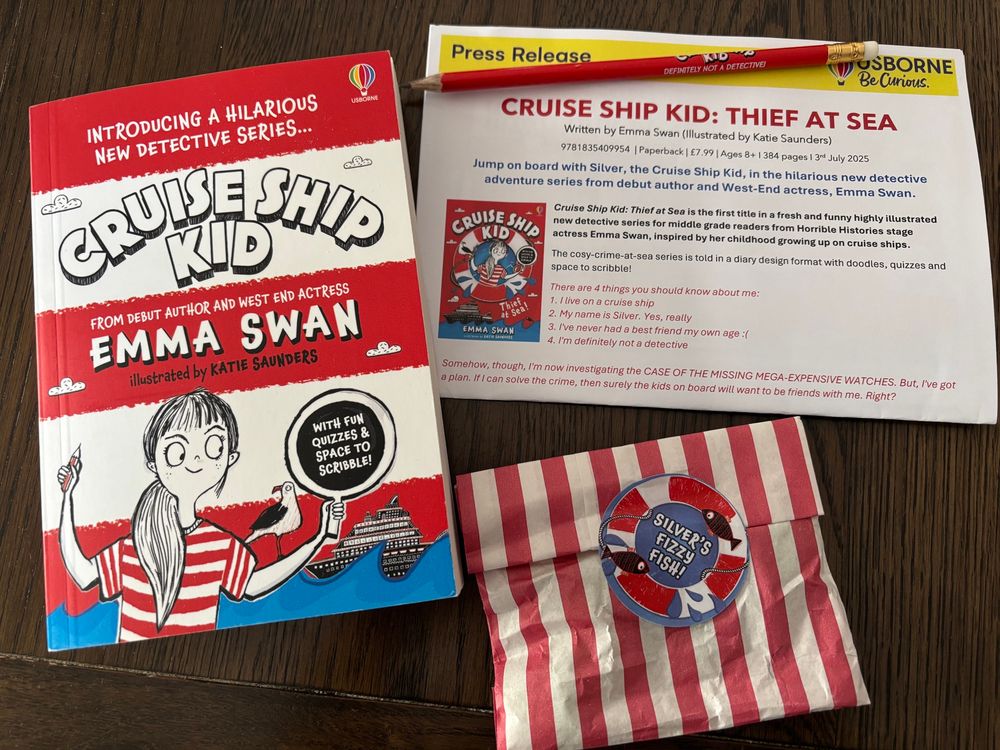 USBORNE
INTRODUCING A HILARIOUS
NEW DETECTIVE SERIES...
CRUISE SHIP
KID
FROM DEBUT AUTHOR AND WEST END ACTRESS
EMMA SWAN
illustrated by KATIE SAUNDERS
WITH FUN
QUIZZES &
SPACE TO
SCRIBBLE!
Press Release
KID
DEFINITELY NOT A DETECTIVE!
USBORNE
Be Curious.
CRUISE SHIP KID: THIEF AT SEA
Written by Emma Swan (Illustrated by Katie Saunders)
9781835409954 | Paperback | £7.99 | Ages 8+ | 384 pages | 3rd July 2025
Jump on board with Silver, the Cruise Ship Kid, in the hilarious new detective
adventure series from debut author and West-End actress, Emma Swan.
CRUISE SHIP
KID
Thief
at Sea!
EMMA SWAN
Cruise Ship Kid: Thief at Sea is the first title in a fresh and funny highly illustrated
new detective series for middle grade readers from Horrible Histories stage
actress Emma Swan, inspired by her childhood growing up on cruise ships.
The cosy-crime-at-sea series is told in a diary design format with doodles, quizzes and
space to scribble!
There are 4 things you should know about me:
1. I live on a cruise ship
2. My name is Silver. Yes, really
3. I've never had a best friend my own age :(
4. I'm definitely not a detective
Somehow, though, I'm now investigating the CASE OF THE MISSING MEGA-EXPENSIVE WATCHES. But, I've got
a plan. If I can solve the crime, then surely the kids on board will want to be friends with me. Right?
SILVER'S
FIZZY
FISH!